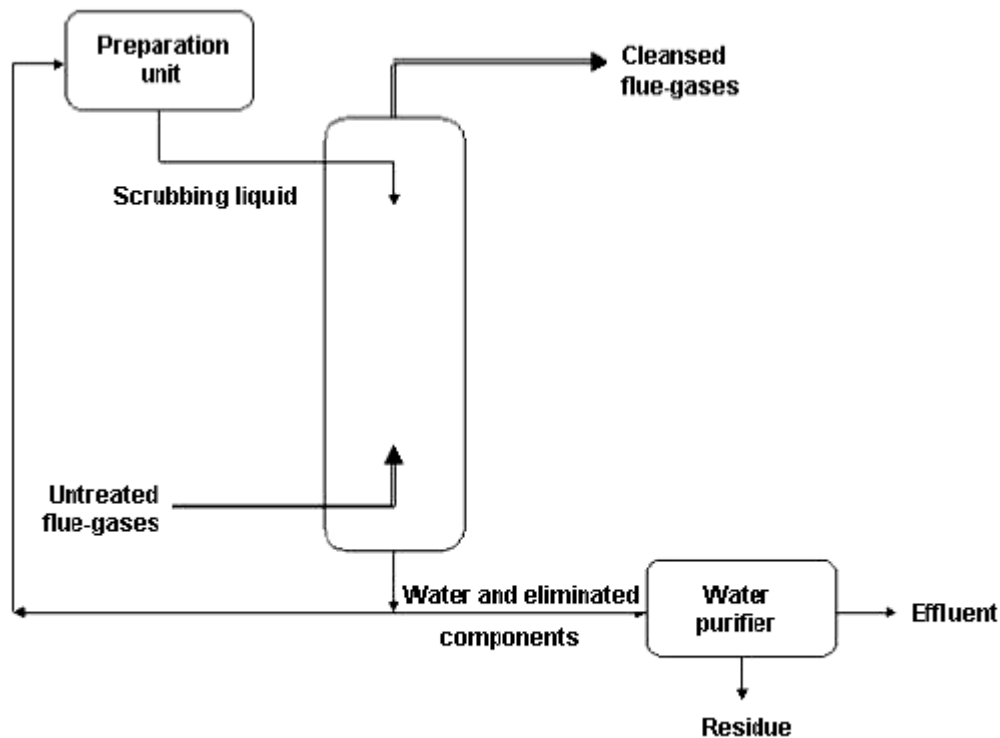 Preparation
unit
Cleansed
flue-gases
Scrubbing liquid
Untreated
flue-gases
Water and eliminated
components
Water
purifier
Effluent
Residue